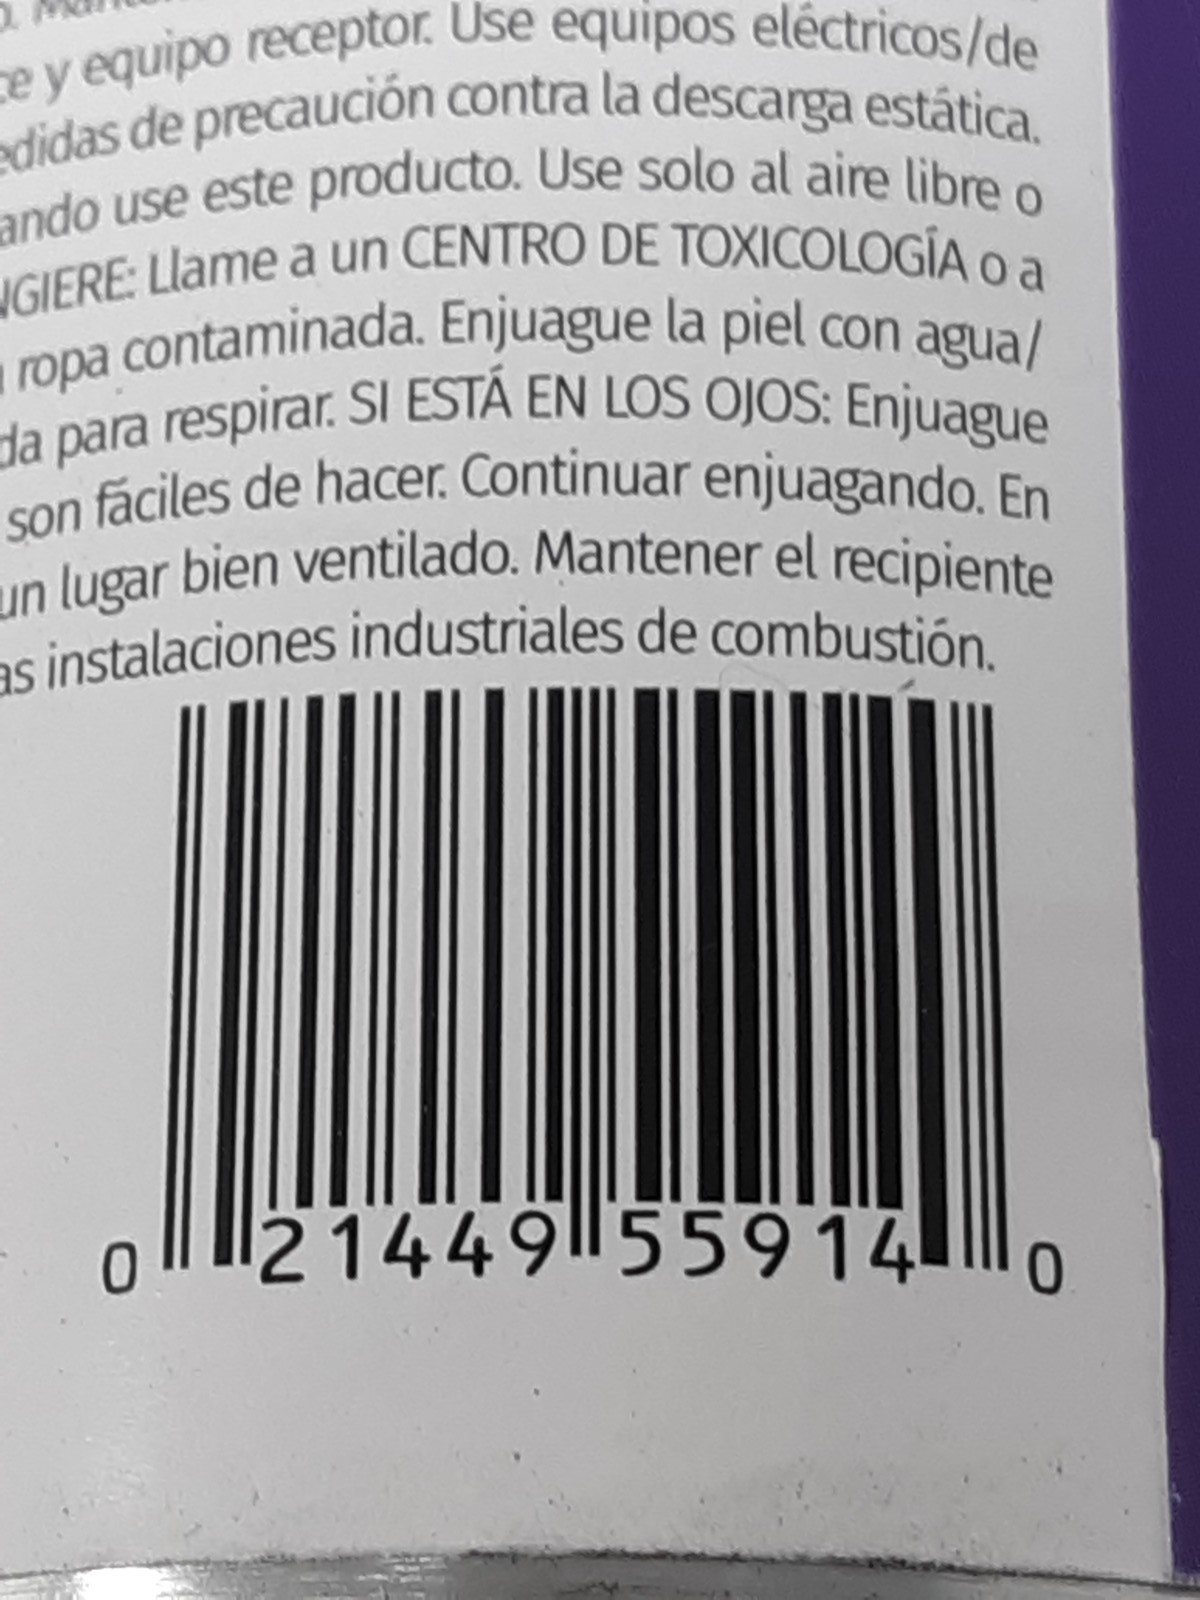 ce y equipo receptor. Use equipos eléctricos/de
edidas de precaución contra la descarga estática.
ando use este producto. Use solo al aire libre o
NGIERE: Llame a un CENTRO DE TOXICOLOGÍA o a
ropa contaminada. Enjuague la piel con agua/
da para respirar. SI ESTÁ EN LOS OJOS: Enjuague
son fáciles de hacer. Continuar enjuagando. En
un lugar bien ventilado. Mantener el recipiente
as instalaciones industriales de combustión.
0 21449 55914 0